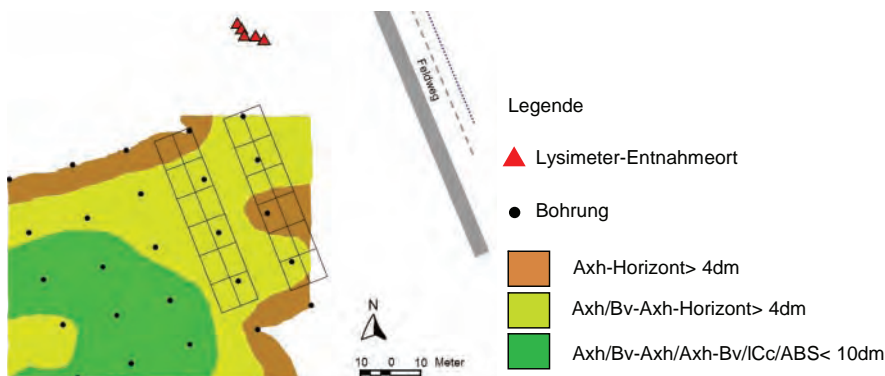 Feldweg
N
10 0 10 Meter
Legende
Lysimeter-Entnahmeort
Bohrung
Axh-Horizont> 4dm
Axh/Bv-Axh-Horizont> 4dm
Axh/Bv-Axh/Axh-Bv/lCc/ABS< 10dm